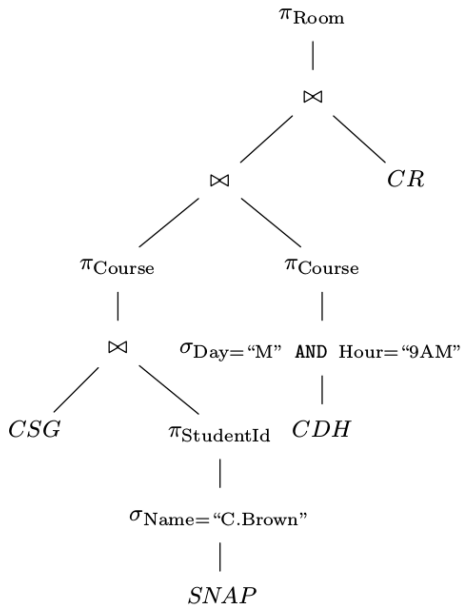 π_Room
⋈
⋈ CR
π_Course π_Course
⋈ σ_Day=“M” AND Hour=“9AM”
CSG π_StudentId CDH
σ_Name=“C.Brown”
SNAP